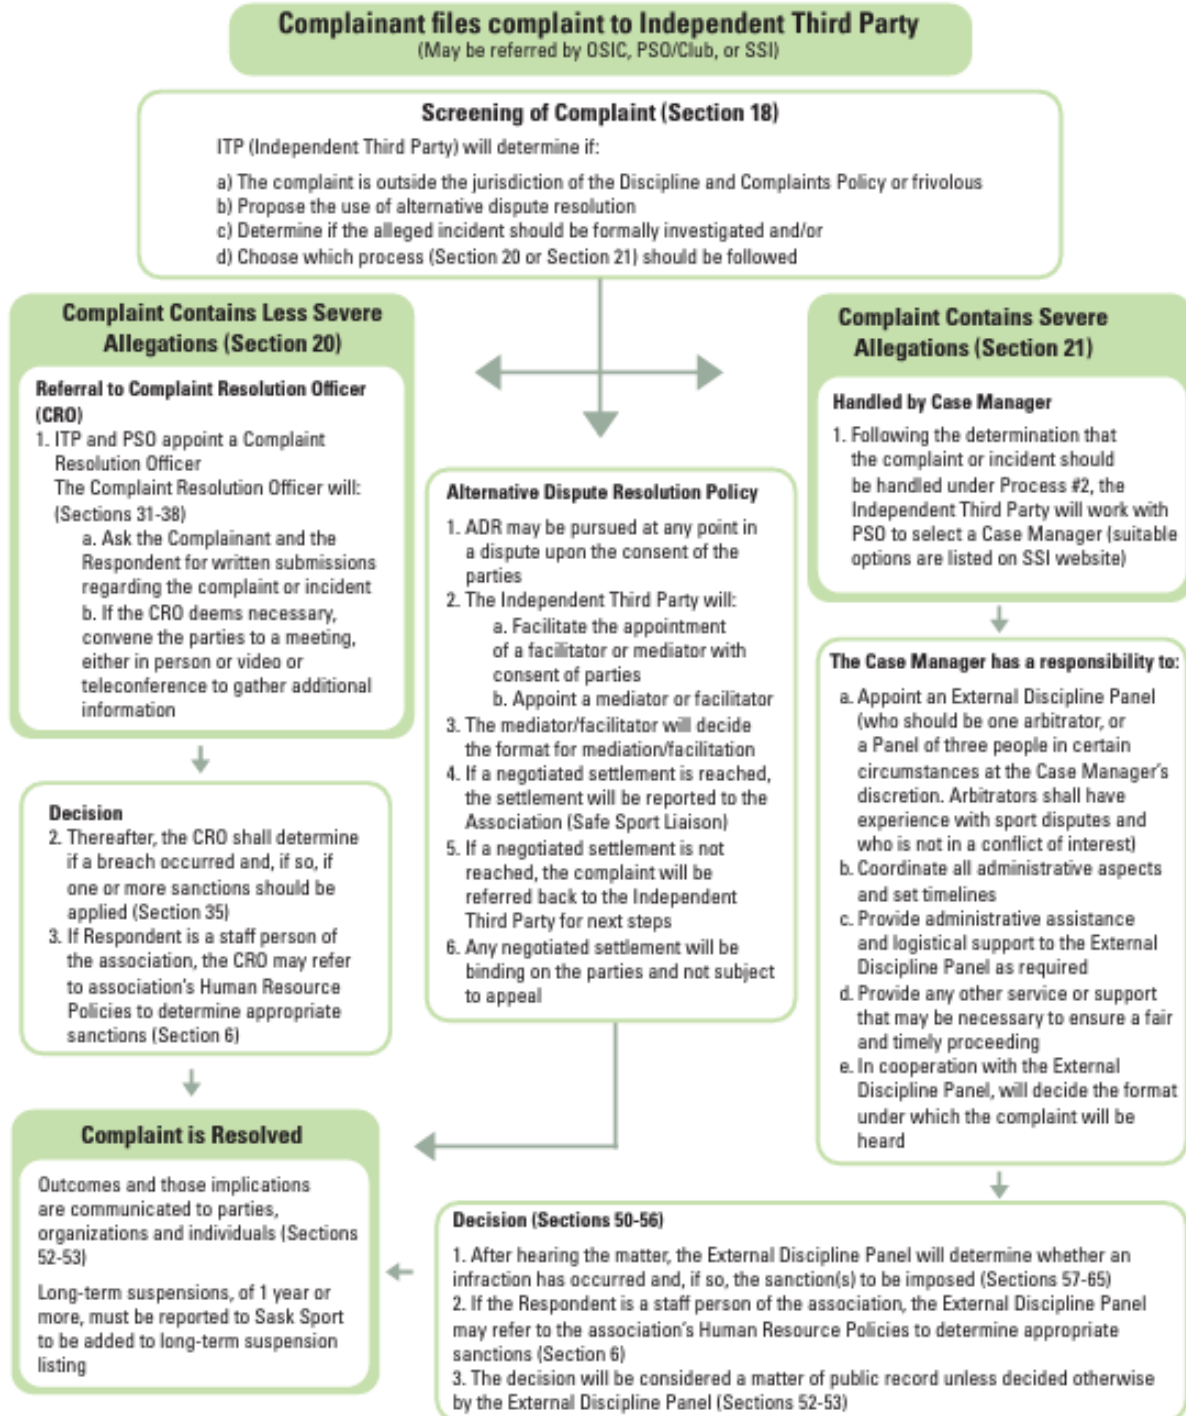 Complainant files complaint to Independent Third Party
(May be referred by OSIC, PSO/Club, or SSI)
Screening of Complaint (Section 18)
ITP (Independent Third Party) will determine if:
a) The complaint is outside the jurisdiction of the Discipline and Complaints Policy or frivolous
b) Propose the use of alternative dispute resolution
c) Determine if the alleged incident should be formally investigated and/or
d) Choose which process (Section 20 or Section 21) should be followed
Complaint Contains Less Severe
Allegations (Section 20)
Referral to Complaint Resolution Officer
(CRO)
1. ITP and PSO appoint a Complaint
Resolution Officer
The Complaint Resolution Officer will:
(Sections 31-38)
a. Ask the Complainant and the
Respondent for written submissions
regarding the complaint or incident
b. If the CRO deems necessary,
convene the parties to a meeting,
either in person or video or
teleconference to gather additional
information
Decision
2. Thereafter, the CRO shall determine
if a breach occurred and, if so, if
one or more sanctions should be
applied (Section 35)
3. If Respondent is a staff person of
the association, the CRO may refer
to association's Human Resource
Policies to determine appropriate
sanctions (Section 6)
Alternative Dispute Resolution Policy
1. ADR may be pursued at any point in
a dispute upon the consent of the
parties
2. The Independent Third Party will:
a. Facilitate the appointment
of a facilitator or mediator with
consent of parties
b. Appoint a mediator or facilitator
3. The mediator/facilitator will decide
the format for mediation/facilitation
4. If a negotiated settlement is reached,
the settlement will be reported to the
Association (Safe Sport Liaison)
5. If a negotiated settlement is not
reached, the complaint will be
referred back to the Independent
Third Party for next steps
6. Any negotiated settlement will be
binding on the parties and not subject
to appeal
Complaint Contains Severe
Allegations (Section 21)
Handled by Case Manager
1. Following the determination that
the complaint or incident should
be handled under Process #2, the
Independent Third Party will work with
PSO to select a Case Manager (suitable
options are listed on SSI website)
The Case Manager has a responsibility to:
a. Appoint an External Discipline Panel
(who should be one arbitrator, or
a Panel of three people in certain
circumstances at the Case Manager's
discretion. Arbitrators shall have
experience with sport disputes and
who is not in a conflict of interest)
b. Coordinate all administrative aspects
and set timelines
c. Provide administrative assistance
and logistical support to the External
Discipline Panel as required
d. Provide any other service or support
that may be necessary to ensure a fair
and timely proceeding
e. In cooperation with the External
Discipline Panel, will decide the format
under which the complaint will be
heard
Decision (Sections 50-56)
1. After hearing the matter, the External Discipline Panel will determine whether an
infraction has occurred and, if so, the sanction(s) to be imposed (Sections 57-65)
2. If the Respondent is a staff person of the association, the External Discipline Panel
may refer to the association's Human Resource Policies to determine appropriate
sanctions (Section 6)
3. The decision will be considered a matter of public record unless decided otherwise
by the External Discipline Panel (Sections 52-53)
Complaint is Resolved
Outcomes and those implications
are communicated to parties,
organizations and individuals (Sections
52-53)
Long-term suspensions, of 1 year or
more, must be reported to Sask Sport
to be added to long-term suspension
listing